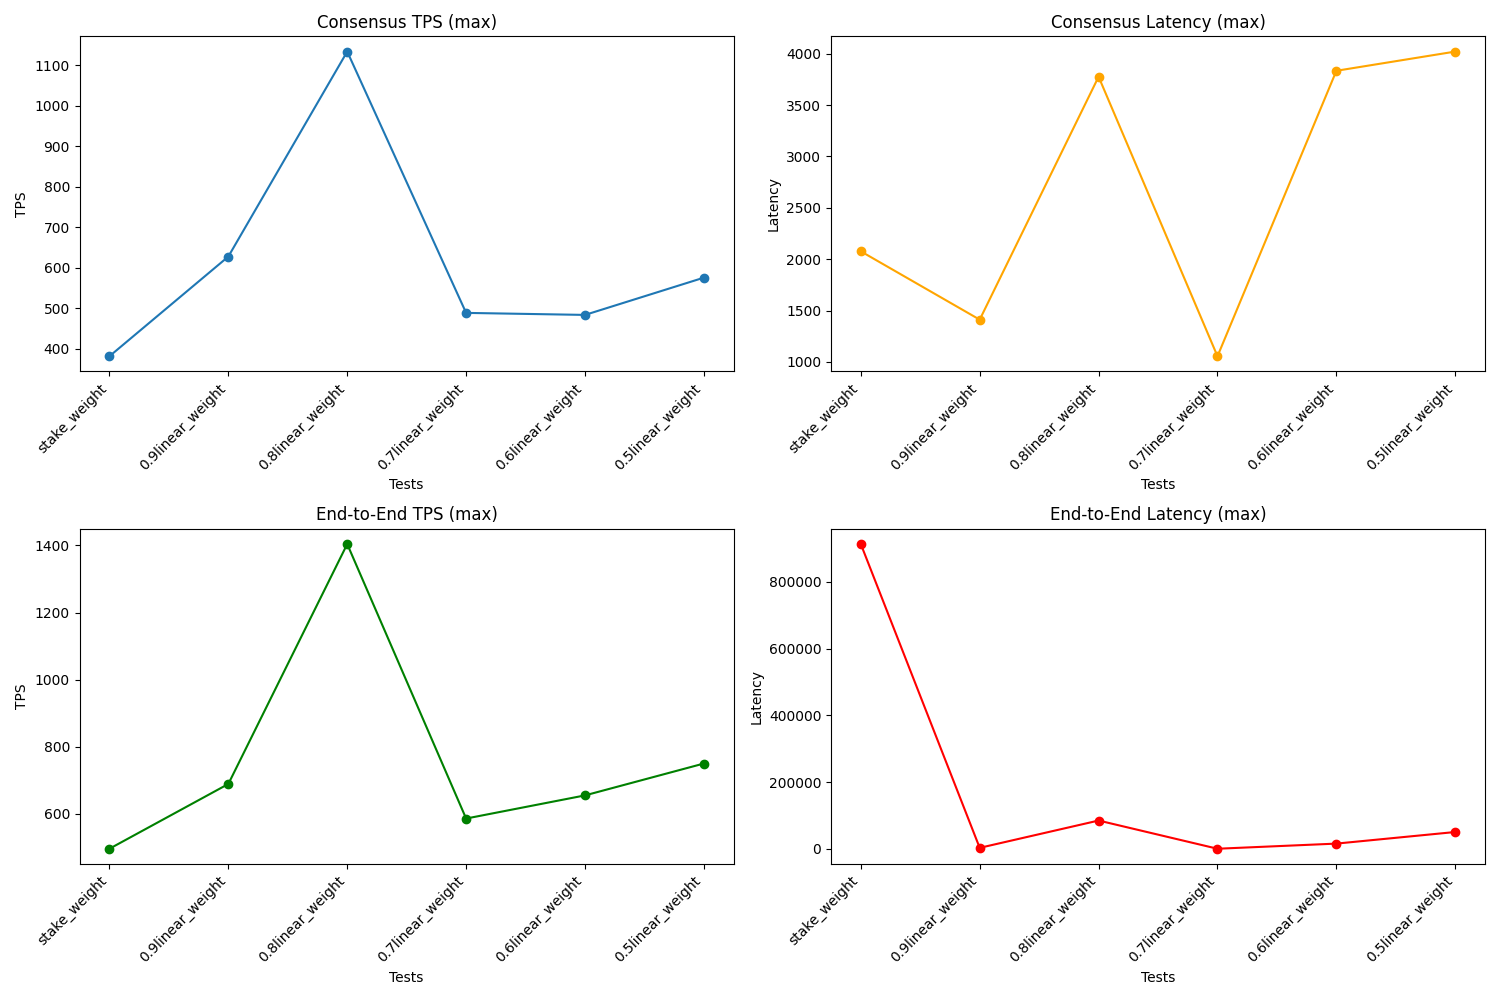 Consensus TPS (max)
TPS
1100
1000
900
800
700
600
500
400
stake_weight
0.9linear_weight
0.8linear_weight
0.7linear_weight
0.6linear_weight
0.5linear_weight
Tests
Consensus Latency (max)
Latency
4000
3500
3000
2500
2000
1500
1000
stake_weight
0.9linear_weight
0.8linear_weight
0.7linear_weight
0.6linear_weight
0.5linear_weight
Tests
End-to-End TPS (max)
TPS
1400
1200
1000
800
600
stake_weight
0.9linear_weight
0.8linear_weight
0.7linear_weight
0.6linear_weight
0.5linear_weight
Tests
End-to-End Latency (max)
Latency
800000
600000
400000
200000
0
stake_weight
0.9linear_weight
0.8linear_weight
0.7linear_weight
0.6linear_weight
0.5linear_weight
Tests